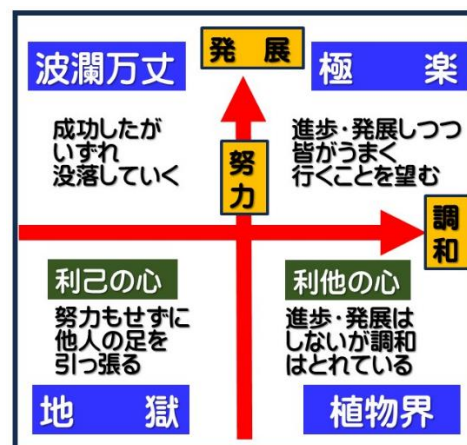 発展
波瀾万丈
成功したが
いずれ
没落していく
極楽
進歩・発展しつつ
皆がうまく
行くことを望む
努力
調和
利己の心
努力もせずに
他人の足を
引っ張る
地獄
利他の心
進歩・発展は
しないが調和
はとれている
植物界